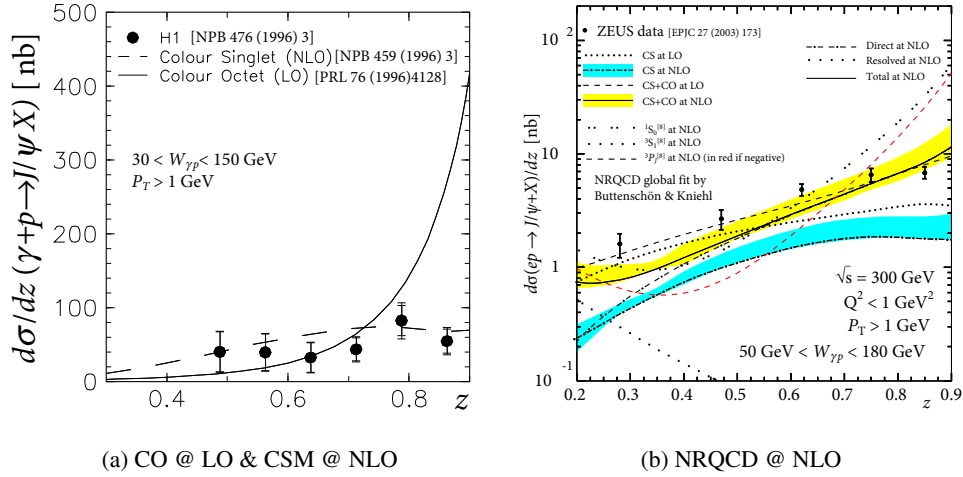 H1 [NPB 476 (1996) 3]
Colour Singlet (NLO) [NPB 459 (1996) 3]
Colour Octet (LO) [PRL 76 (1996)4128]
30 < Wγp < 150 GeV
PT > 1 GeV
dσ/dz (γ+p→J/ψ X) [nb]
500
400
300
200
100
0
0.4
0.6
0.8
z
(a) CO @ LO & CSM @ NLO
ZEUS data [EPJC 27 (2003) 173]
CS at LO
CS at NLO
CS+CO at LO
CS+CO at NLO
¹S₀[8] at NLO
³S₁[8] at NLO
³PJ[8] at NLO (in red if negative)
Direct at NLO
Resolved at NLO
Total at NLO
NRQCD global fit by
Buttenschön & Kniehl
√s = 300 GeV
Q² < 1 GeV²
PT > 1 GeV
50 GeV < Wγp < 180 GeV
dσ(ep→ J/ψ+X)/dz [nb]
10²
10
1
10⁻¹
0.2
0.3
0.4
0.5
0.6
0.7
0.8
0.9
z
(b) NRQCD @ NLO